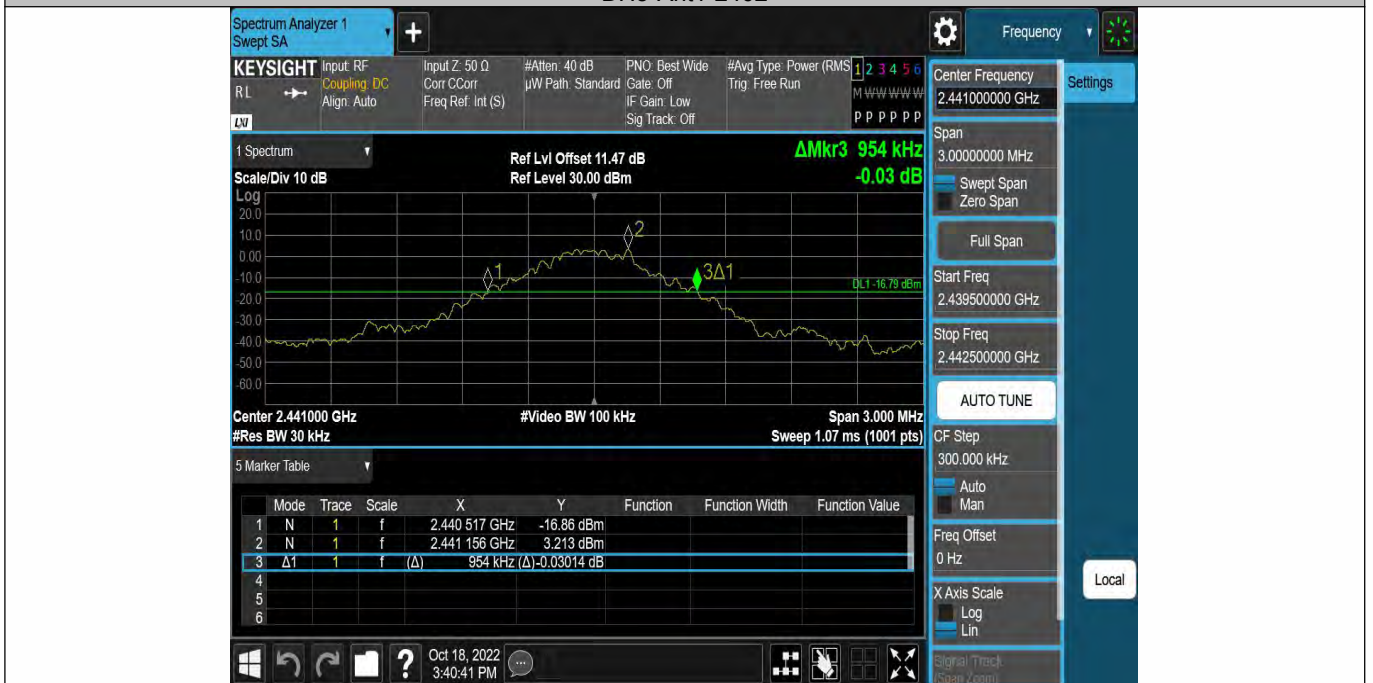 Spectrum Analyzer 1
Swept SA
+
Frequency
KEYSIGHT
RL
LXI
Input: RF
Coupling: DC
Align: Auto
Input Z: 50 Ω
Corr CCorr
Freq Ref: Int (S)
#Atten: 40 dB
µW Path: Standard
PNO: Best Wide
Gate: Off
IF Gain: Low
Sig Track: Off
#Avg Type: Power (RMS
Trig: Free Run
1 2 3 4 5 6
M W W W W W
P P P P P P
1 Spectrum
Scale/Div 10 dB
Ref Lvl Offset 11.47 dB
Ref Level 30.00 dBm
ΔMkr3 954 kHz
-0.03 dB
Log
20.0
10.0
0.00
-10.0
-20.0
-30.0
-40.0
-50.0
-60.0
1
2
3Δ1
DL1 -16.79 dBm
Center 2.441000 GHz
#Video BW 100 kHz
Span 3.000 MHz
#Res BW 30 kHz
Sweep 1.07 ms (1001 pts)
5 Marker Table
Mode Trace Scale X Y Function Function Width Function Value
1 N 1 f 2.440 517 GHz -16.86 dBm
2 N 1 f 2.441 156 GHz 3.213 dBm
3 Δ1 1 f (Δ) 954 kHz (Δ) -0.03014 dB
4
5
6
?
Oct 18, 2022
3:40:41 PM
Center Frequency
2.441000000 GHz
Settings
Span
3.00000000 MHz
Swept Span
Zero Span
Full Span
Start Freq
2.439500000 GHz
Stop Freq
2.442500000 GHz
AUTO TUNE
CF Step
300.000 kHz
Auto
Man
Freq Offset
0 Hz
X Axis Scale
Log
Lin
Local
Signal Track
(Span Zoom)